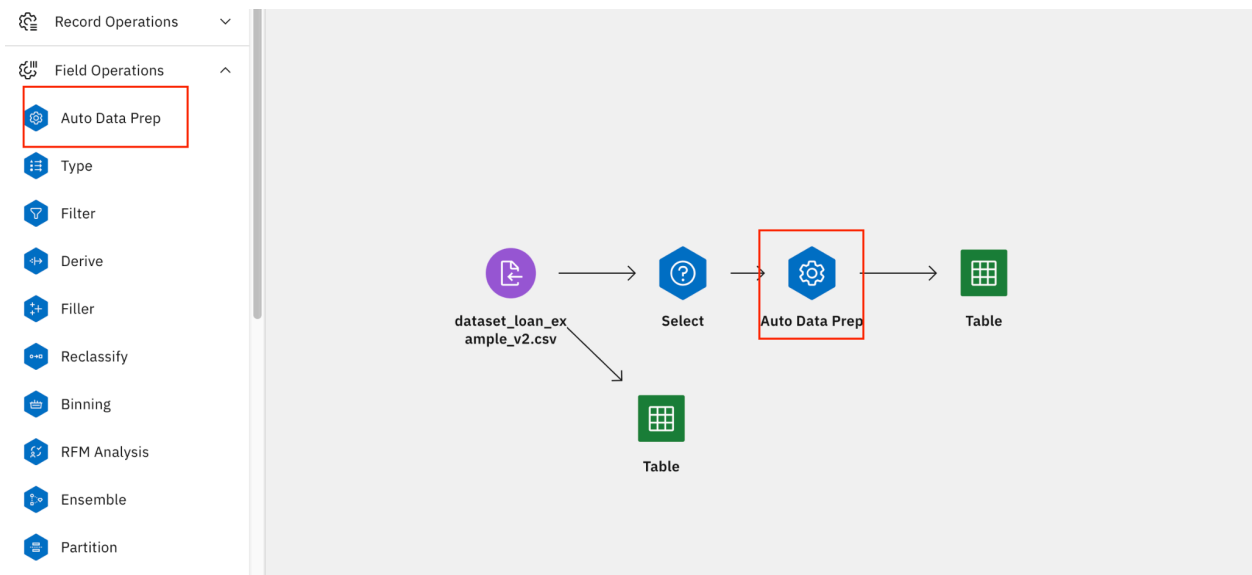 Record Operations
Field Operations
Auto Data Prep
Type
Filter
Derive
Filler
Reclassify
Binning
RFM Analysis
Ensemble
Partition
dataset_loan_ex
ample_v2.csv
Select
Auto Data Prep
Table
Table